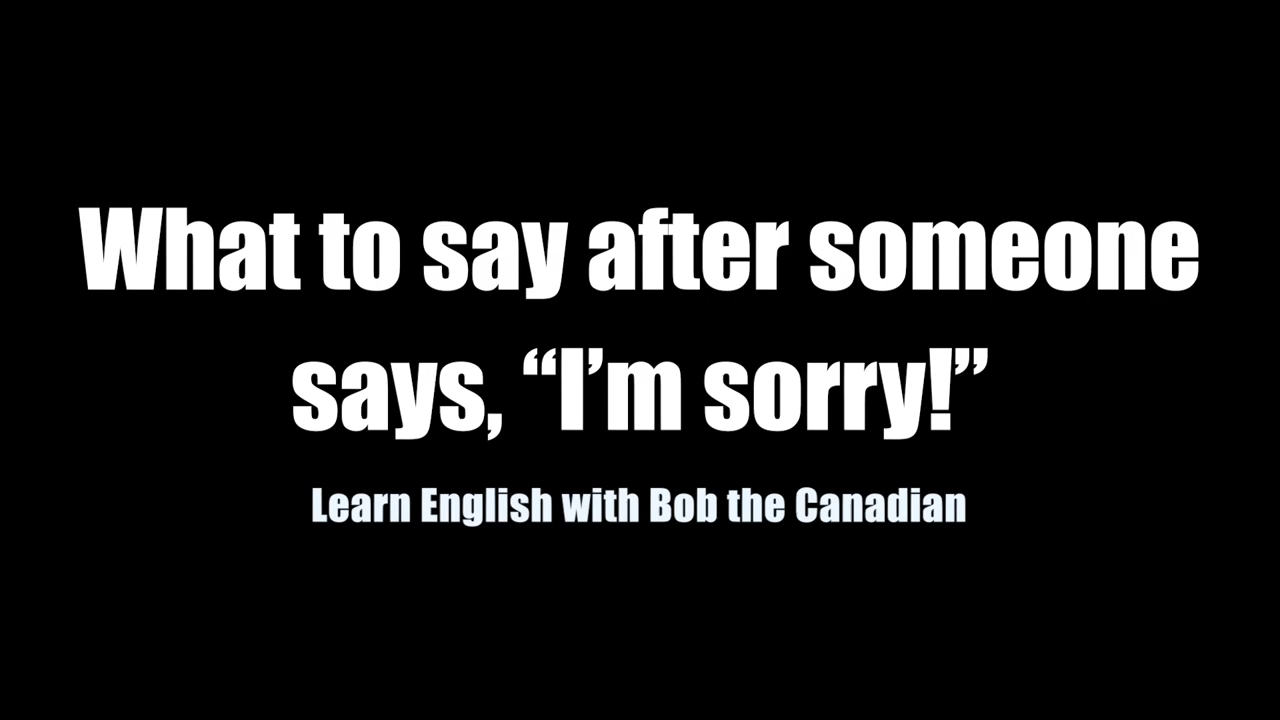 What to say after someone
says, “I’m sorry!”
Learn English with Bob the Canadian